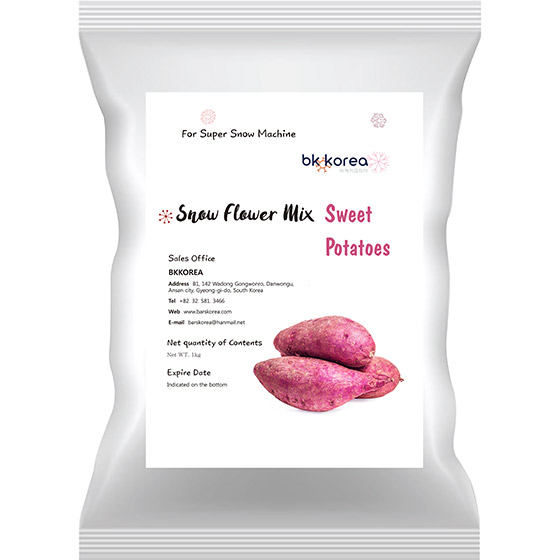 For Super Snow Machine
bk korea
Snow Flower Mix Sweet
Potatoes
Sales Office
BKKOREA
Address B1, 142 Wadong Gongwonro, Danwongu,
Ansan city, Gyeong-gi-do, South Korea
Tel +82. 32. 581. 3466
Web www.barskorea.com
E-mail barskorea@hanmail.net
Net quantity of Contents
Net WT. 1kg
Expire Date
Indicated on the bottom